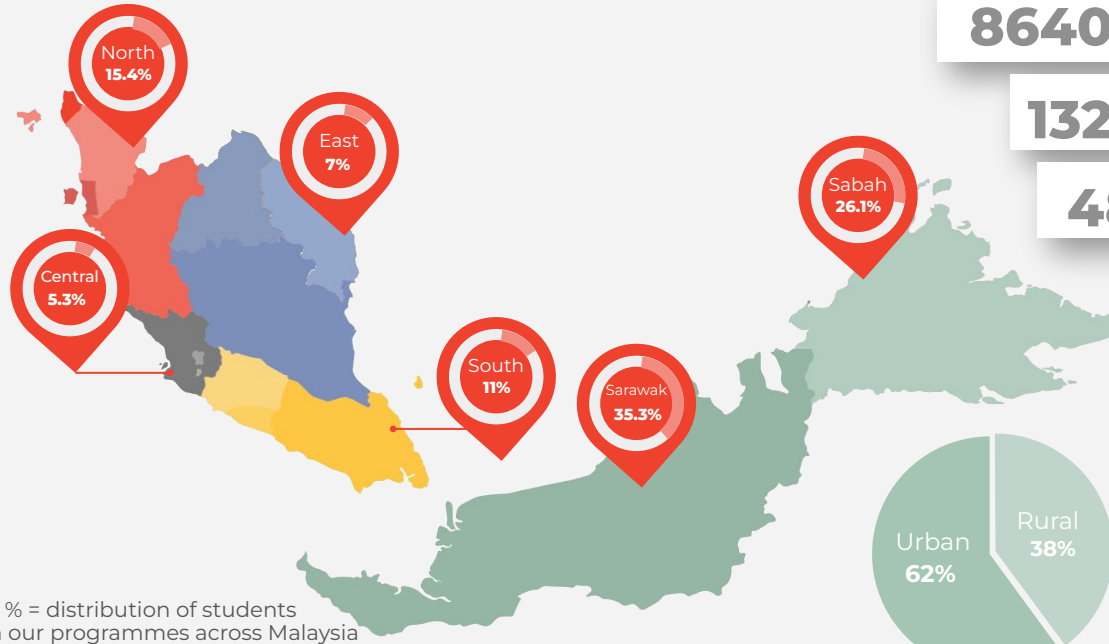 8640
North
15.4%
132
East
7%
Sabah
26.1%
Central
5.3%
South
11%
Sarawak
35.3%
Urban
62%
Rural
38%
% = distribution of students
our programmes across Malaysia